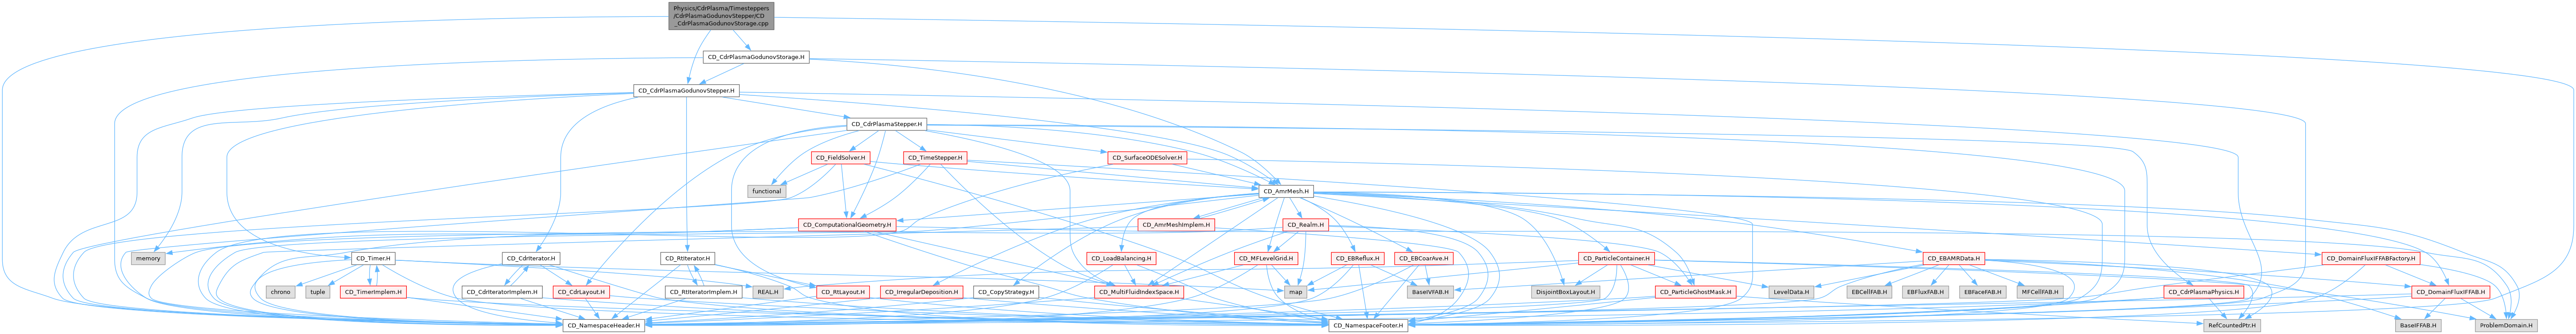 Physics/CdrPlasma/Timesteppers
/CdrPlasmaGodunovStepper/CD
_CdrPlasmaGodunovStorage.cpp
CD_CdrPlasmaGodunovStorage.H
CD_CdrPlasmaGodunovStepper.H
CD_CdrPlasmaStepper.H
CD_FieldSolver.H
CD_TimeStepper.H
CD_SurfaceODESolver.H
functional
CD_AmrMesh.H
CD_ComputationalGeometry.H
CD_AmrMeshImplem.H
CD_Realm.H
memory
CD_Timer.H
CD_CdrIterator.H
CD_RtIterator.H
CD_LoadBalancing.H
CD_MFLevelGrid.H
CD_EBReflux.H
CD_EBCoarAve.H
CD_ParticleContainer.H
CD_EBAMRData.H
CD_DomainFluxIFFABFactory.H
chrono
tuple
CD_TimerImplem.H
CD_CdrIteratorImplem.H
CD_CdrLayout.H
CD_RtIteratorImplem.H
REAL.H
CD_RtLayout.H
CD_IrregularDeposition.H
CD_CopyStrategy.H
CD_MultiFluidIndexSpace.H
map
BaseIVFAB.H
DisjointBoxLayout.H
CD_ParticleGhostMask.H
LevelData.H
EBCellFAB.H
EBFluxFAB.H
EBFaceFAB.H
MFCellFAB.H
CD_CdrPlasmaPhysics.H
CD_DomainFluxIFFAB.H
CD_NamespaceHeader.H
CD_NamespaceFooter.H
RefCountedPtr.H
BaseIFFAB.H
ProblemDomain.H